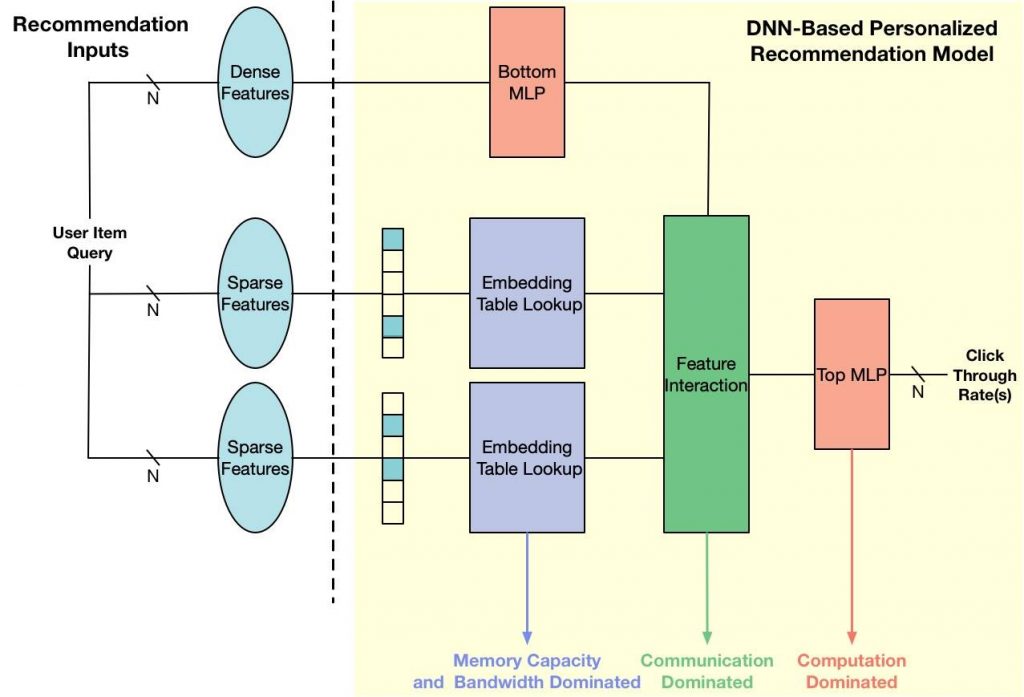 Recommendation
Inputs
DNN-Based Personalized
Recommendation Model
Dense
Features
N
Bottom
MLP
User Item
Query
Sparse
Features
N
Embedding
Table Lookup
Feature
Interaction
Top MLP
N
Click
Through
Rate(s)
Sparse
Features
N
Embedding
Table Lookup
Memory Capacity
and Bandwidth Dominated
Communication
Dominated
Computation
Dominated